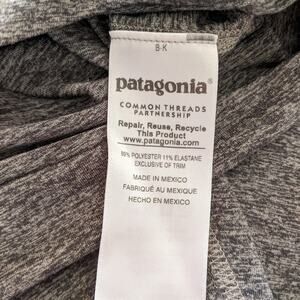 B·K
patagonia®
COMMON THREADS
PARTNERSHIP
Repair, Reuse, Recycle
This Product
www.patagonia.com
POLYESTER 11% ELASTANE
EXCLUSIVE OF TRIM
MADE IN MEXICO
FABRIQUÉ AU MEXIQUE
HECHO EN MEXICO